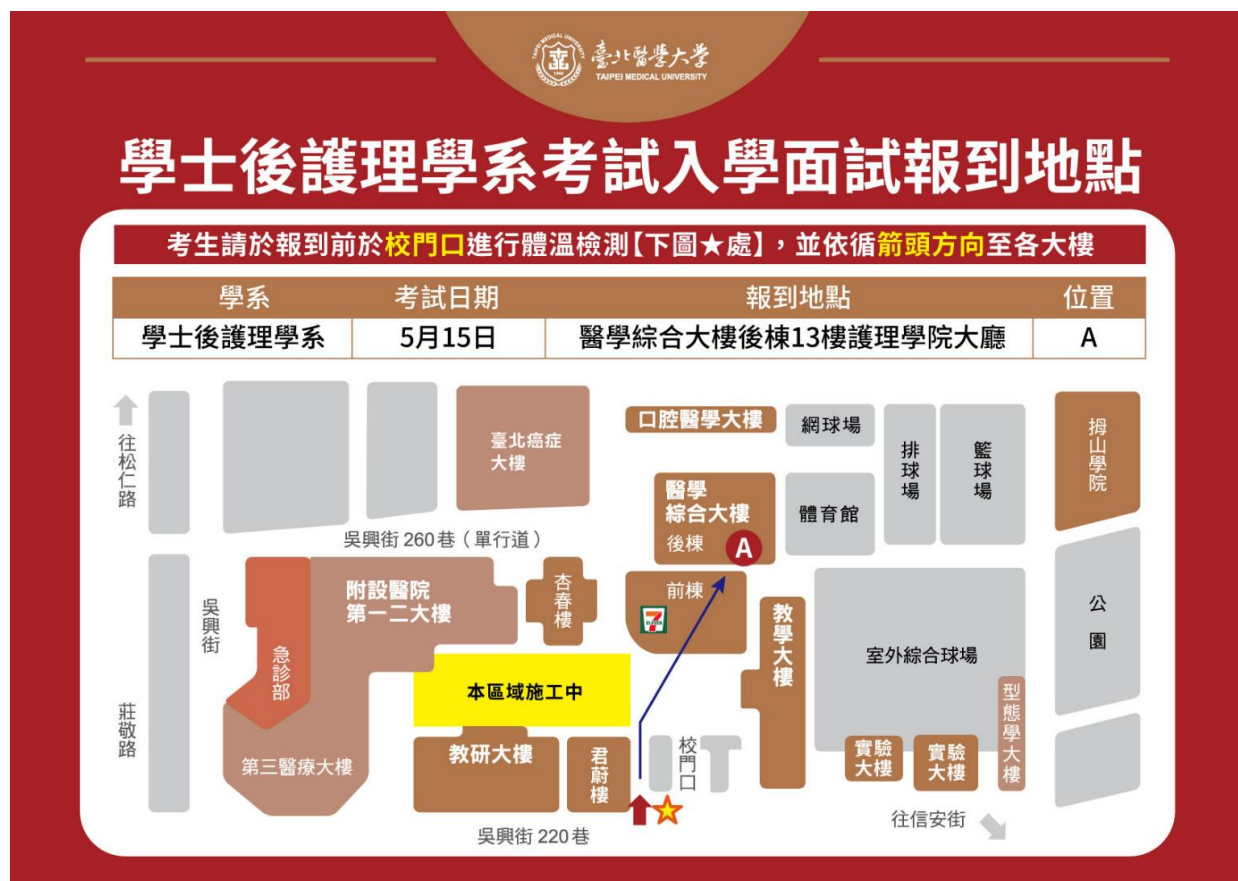 臺北醫學大学
TAIPEI MEDICAL UNIVERSITY
學士後護理學系考試入學面試報到地點
考生請於報到前於校門口進行體溫檢測【下圖★處】，並依循箭頭方向至各大樓
學系 考試日期 報到地點 位置
學士後護理學系 5月15日 醫學綜合大樓後棟13樓護理學院大廳 A
往松仁路
臺北癌症
大樓
口腔醫學大樓
網球場
排球場
籃球場
拇山學院
醫學
綜合大樓
後棟
A
體育館
吳興街 260 巷（單行道）
吳興街
急診部
附設醫院
第一二大樓
杏春樓
前棟
7
ELEVEN
教學大樓
室外綜合球場
公園
本區域施工中
型態學大樓
莊敬路
第三醫療大樓
教研大樓
君蔚樓
校門口
實驗
大樓
實驗
大樓
吳興街 220 巷
往信安街